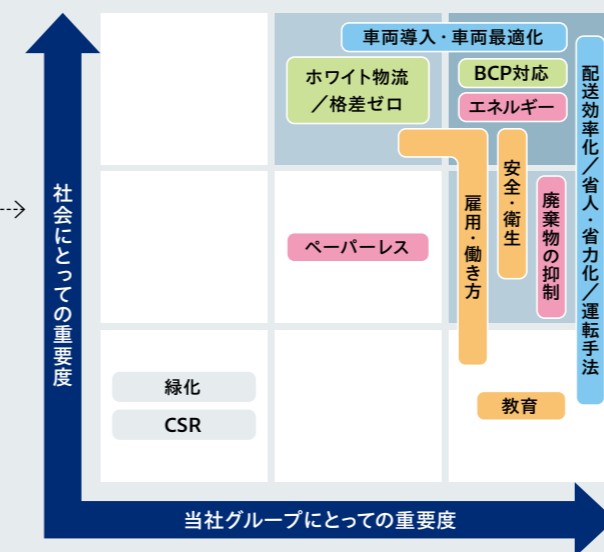 車両導入・車両最適化
ホワイト物流
／格差ゼロ
BCP対応
エネルギー
配送効率化／省人・省力化／運転手法
安全・衛生
雇用・働き方
廃棄物の抑制
社会にとっての重要度
ペーパーレス
緑化
CSR
教育
当社グループにとっての重要度